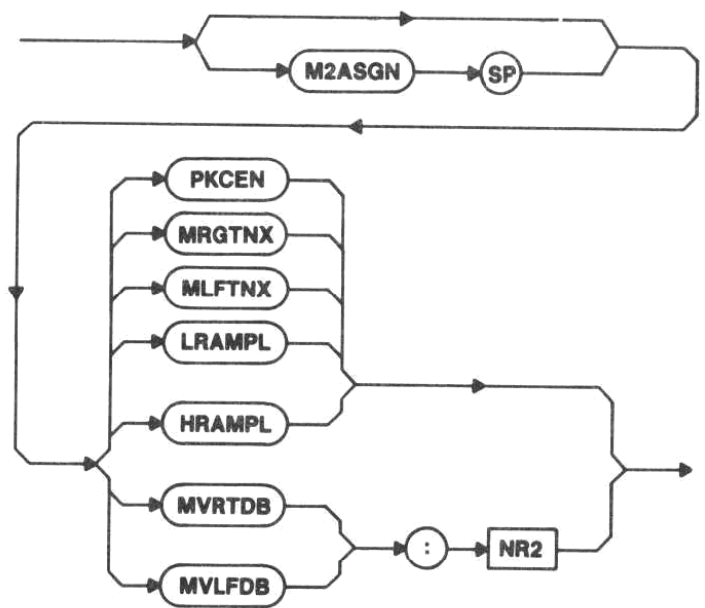 M2ASGN SP
PKCEN
MRGTNX
MLFTNX
LRAMPL
HRAMPL
MVRTDB
: NR2
MVLFDB